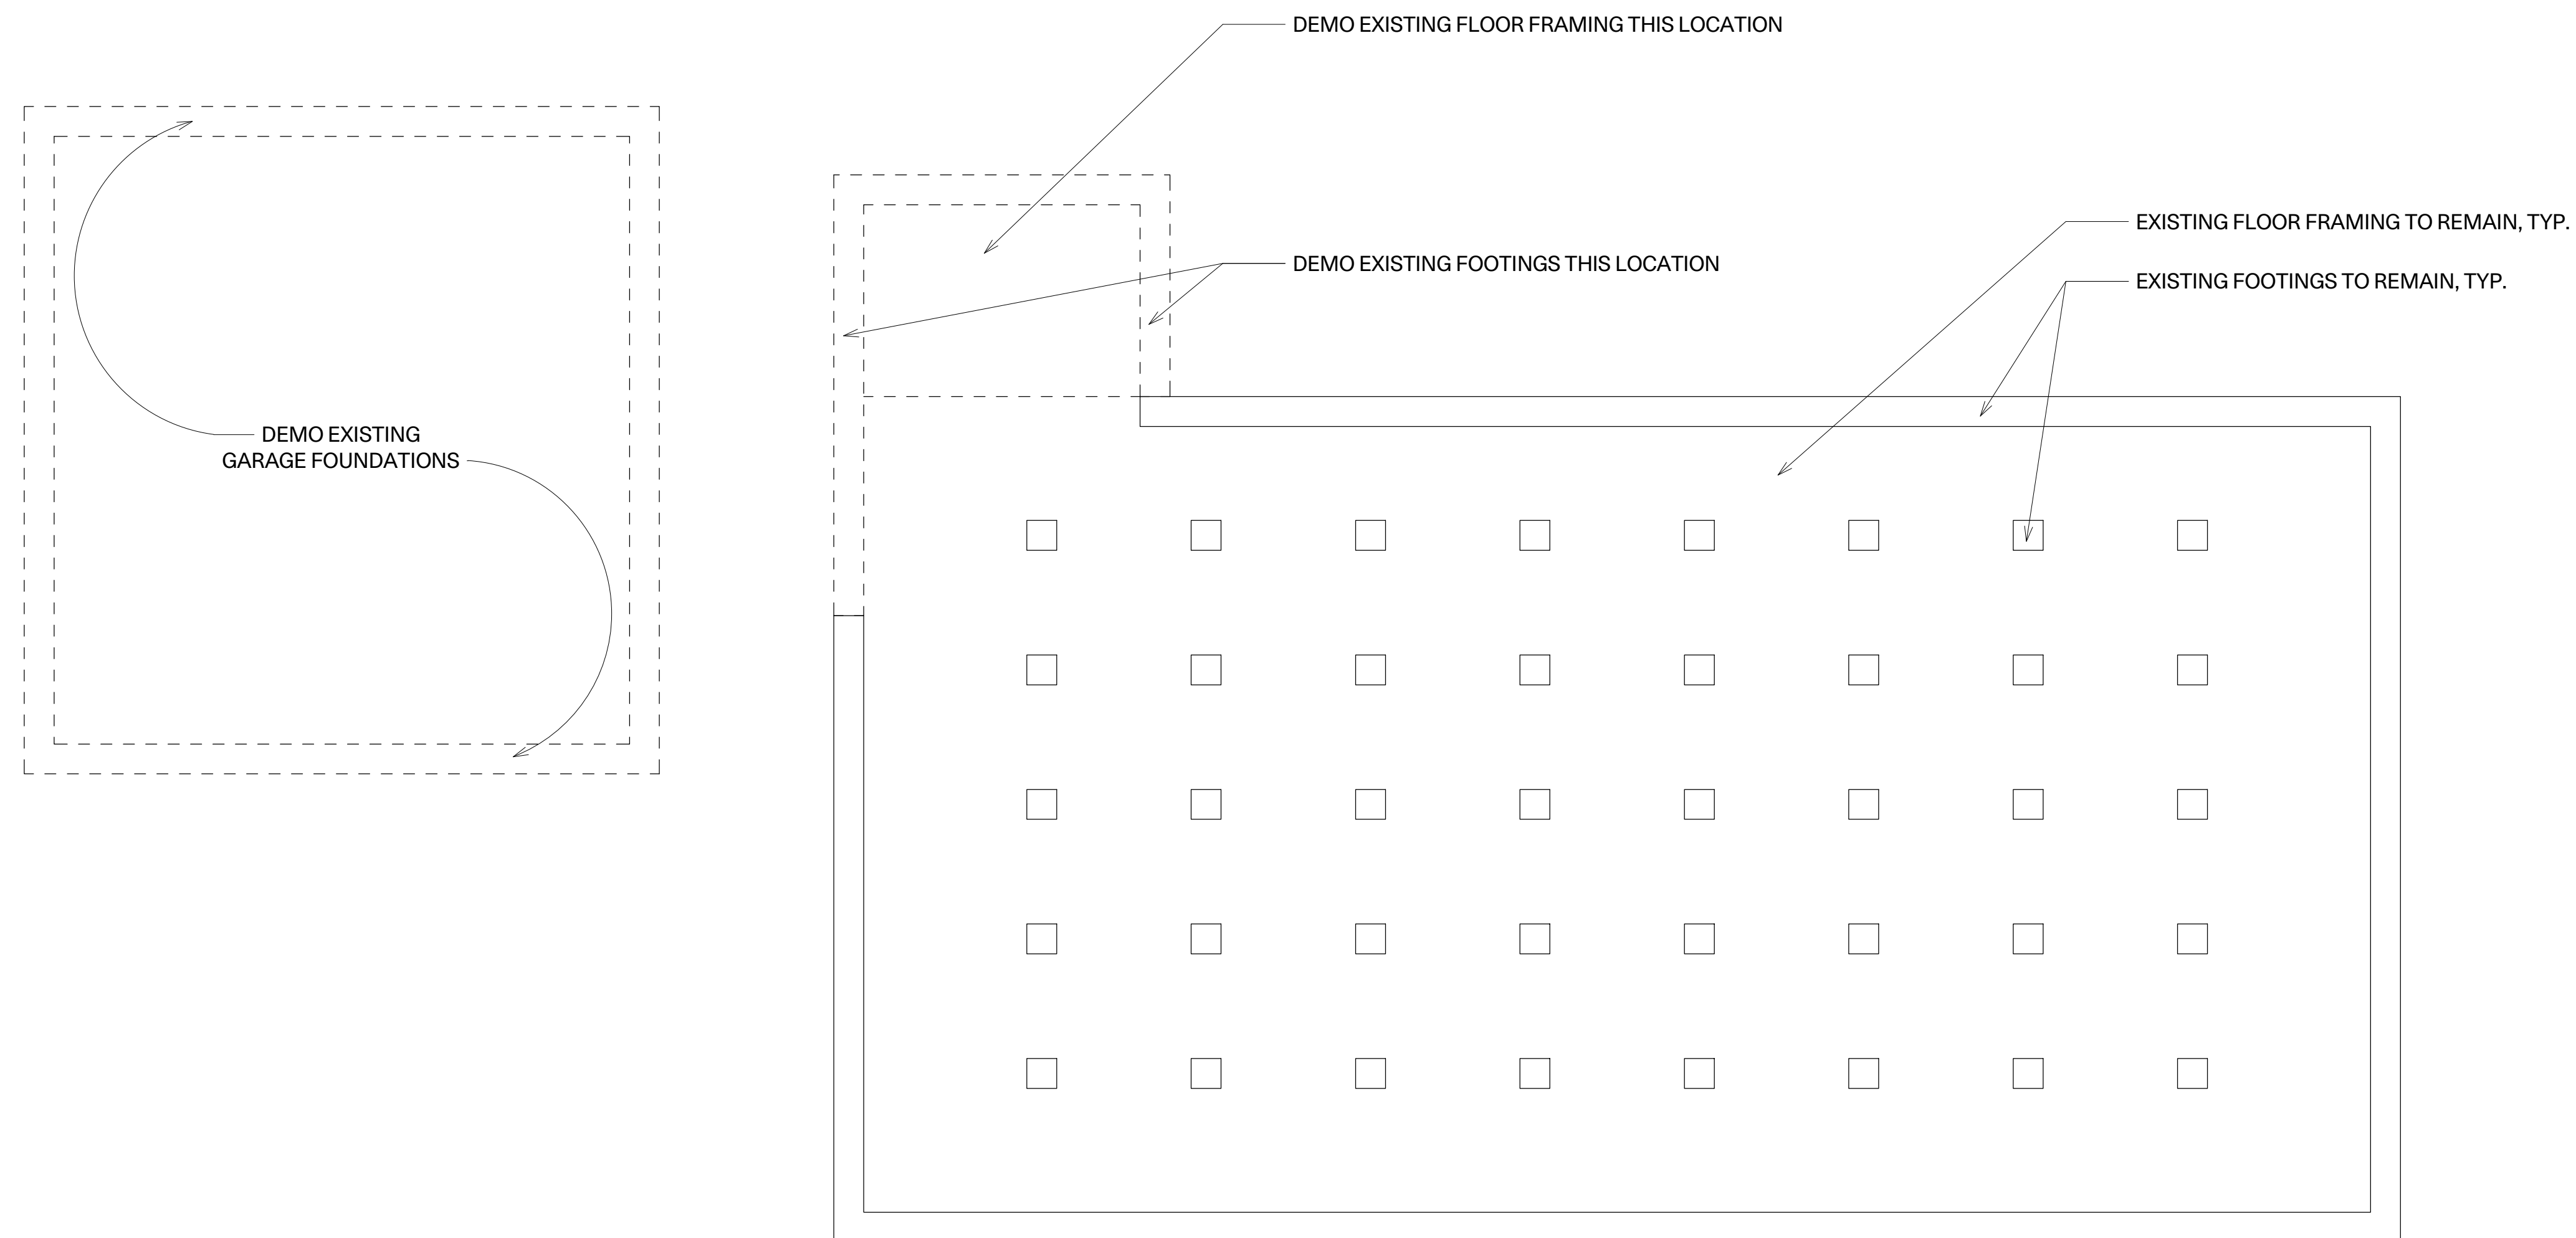 DEMO EXISTING FLOOR FRAMING THIS LOCATION
EXISTING FLOOR FRAMING TO REMAIN, TYP.
DEMO EXISTING FOOTINGS THIS LOCATION
EXISTING FOOTINGS TO REMAIN, TYP.
DEMO EXISTING
GARAGE FOUNDATIONS